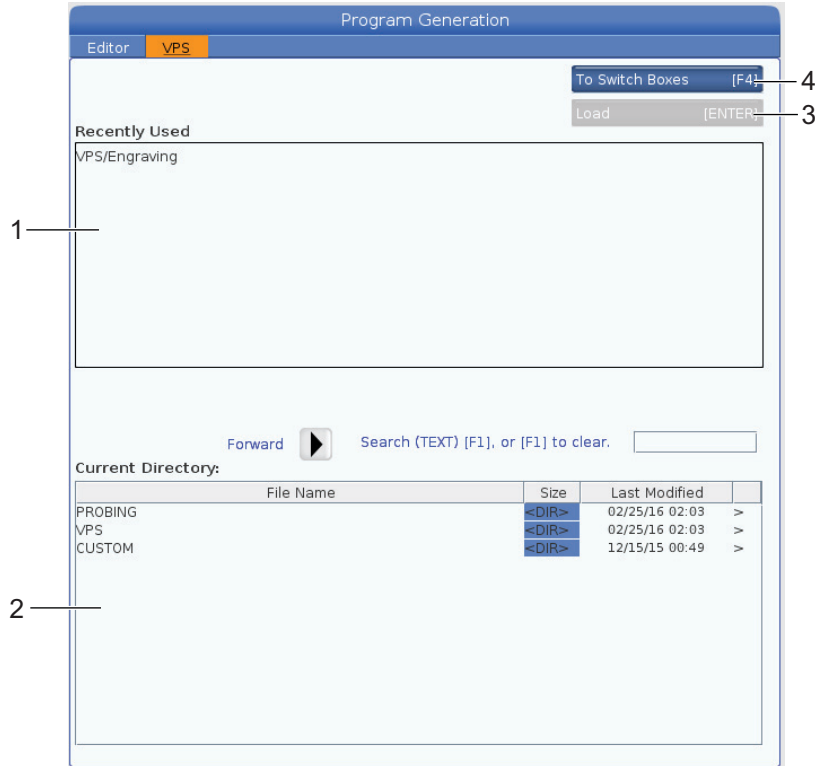 Program Generation
Editor VPS
To Switch Boxes [F4] 4
Load [ENTER] 3
Recently Used
VPS/Engraving
1
Forward Search (TEXT) [F1], or [F1] to clear.
Current Directory:
File Name Size Last Modified
PROBING <DIR> 02/25/16 02:03 >
VPS <DIR> 02/25/16 02:03 >
CUSTOM <DIR> 12/15/15 00:49 >
2